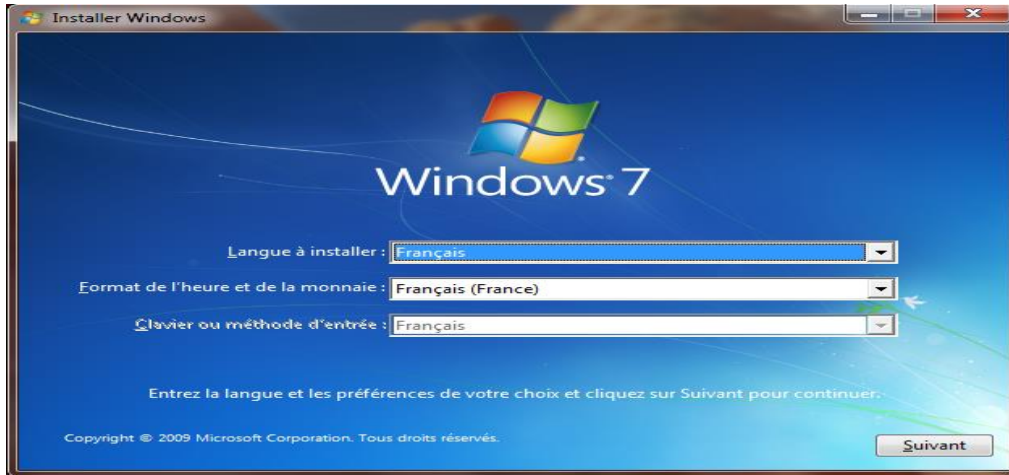 Installer Windows
Windows 7
Langue à installer : Français
Format de l'heure et de la monnaie : Français (France)
Clavier ou méthode d'entrée : Français
Entrez la langue et les préférences de votre choix et cliquez sur Suivant pour continuer.
Copyright © 2009 Microsoft Corporation. Tous droits réservés.
Suivant